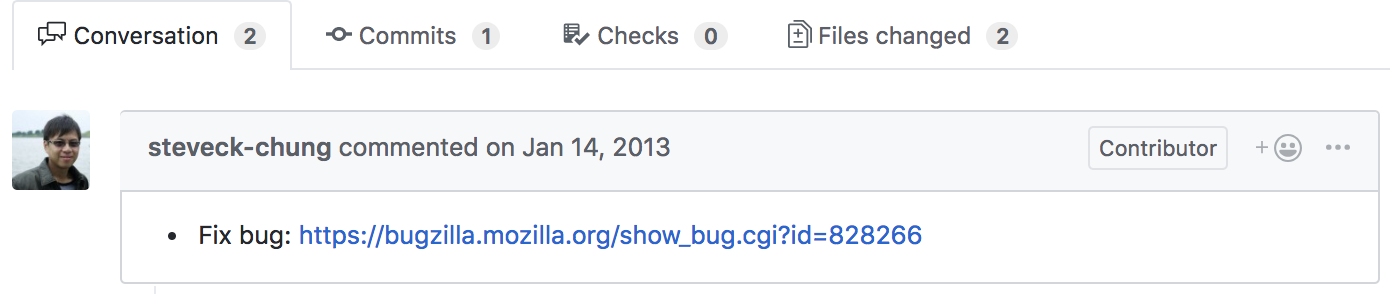 Conversation 2 Commits 1 Checks 0 Files changed 2
steveck-chung commented on Jan 14, 2013 Contributor
• Fix bug: https://bugzilla.mozilla.org/show_bug.cgi?id=828266